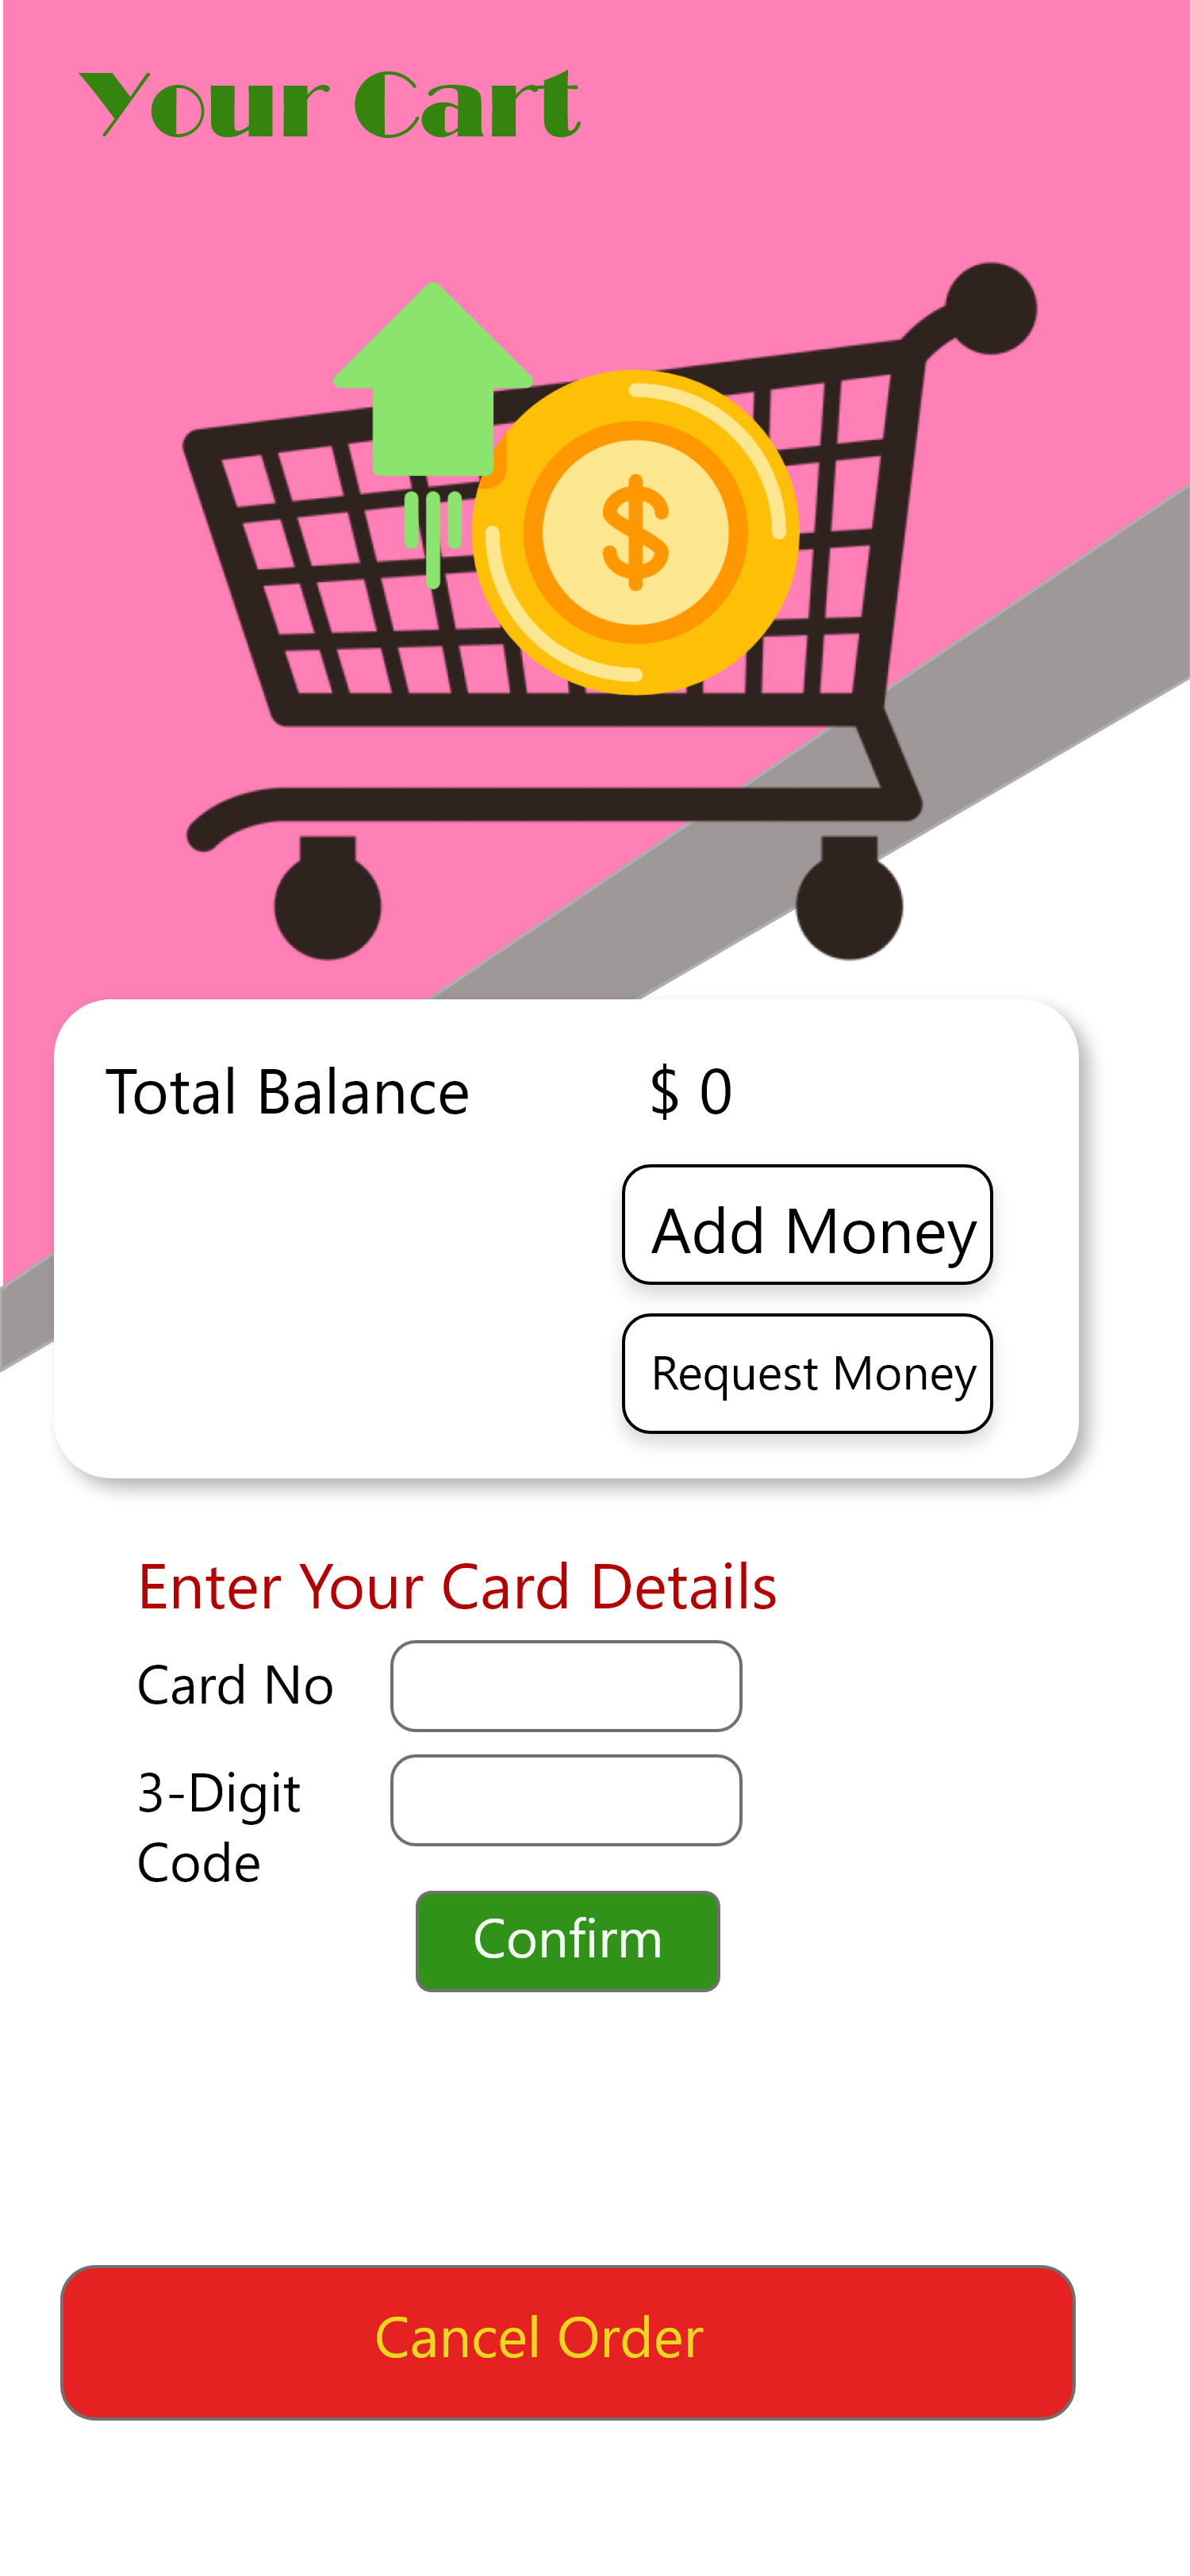 Your Cart
$
Total Balance $ 0
Add Money
Request Money
Enter Your Card Details
Card No
3-Digit
Code
Confirm
Cancel Order